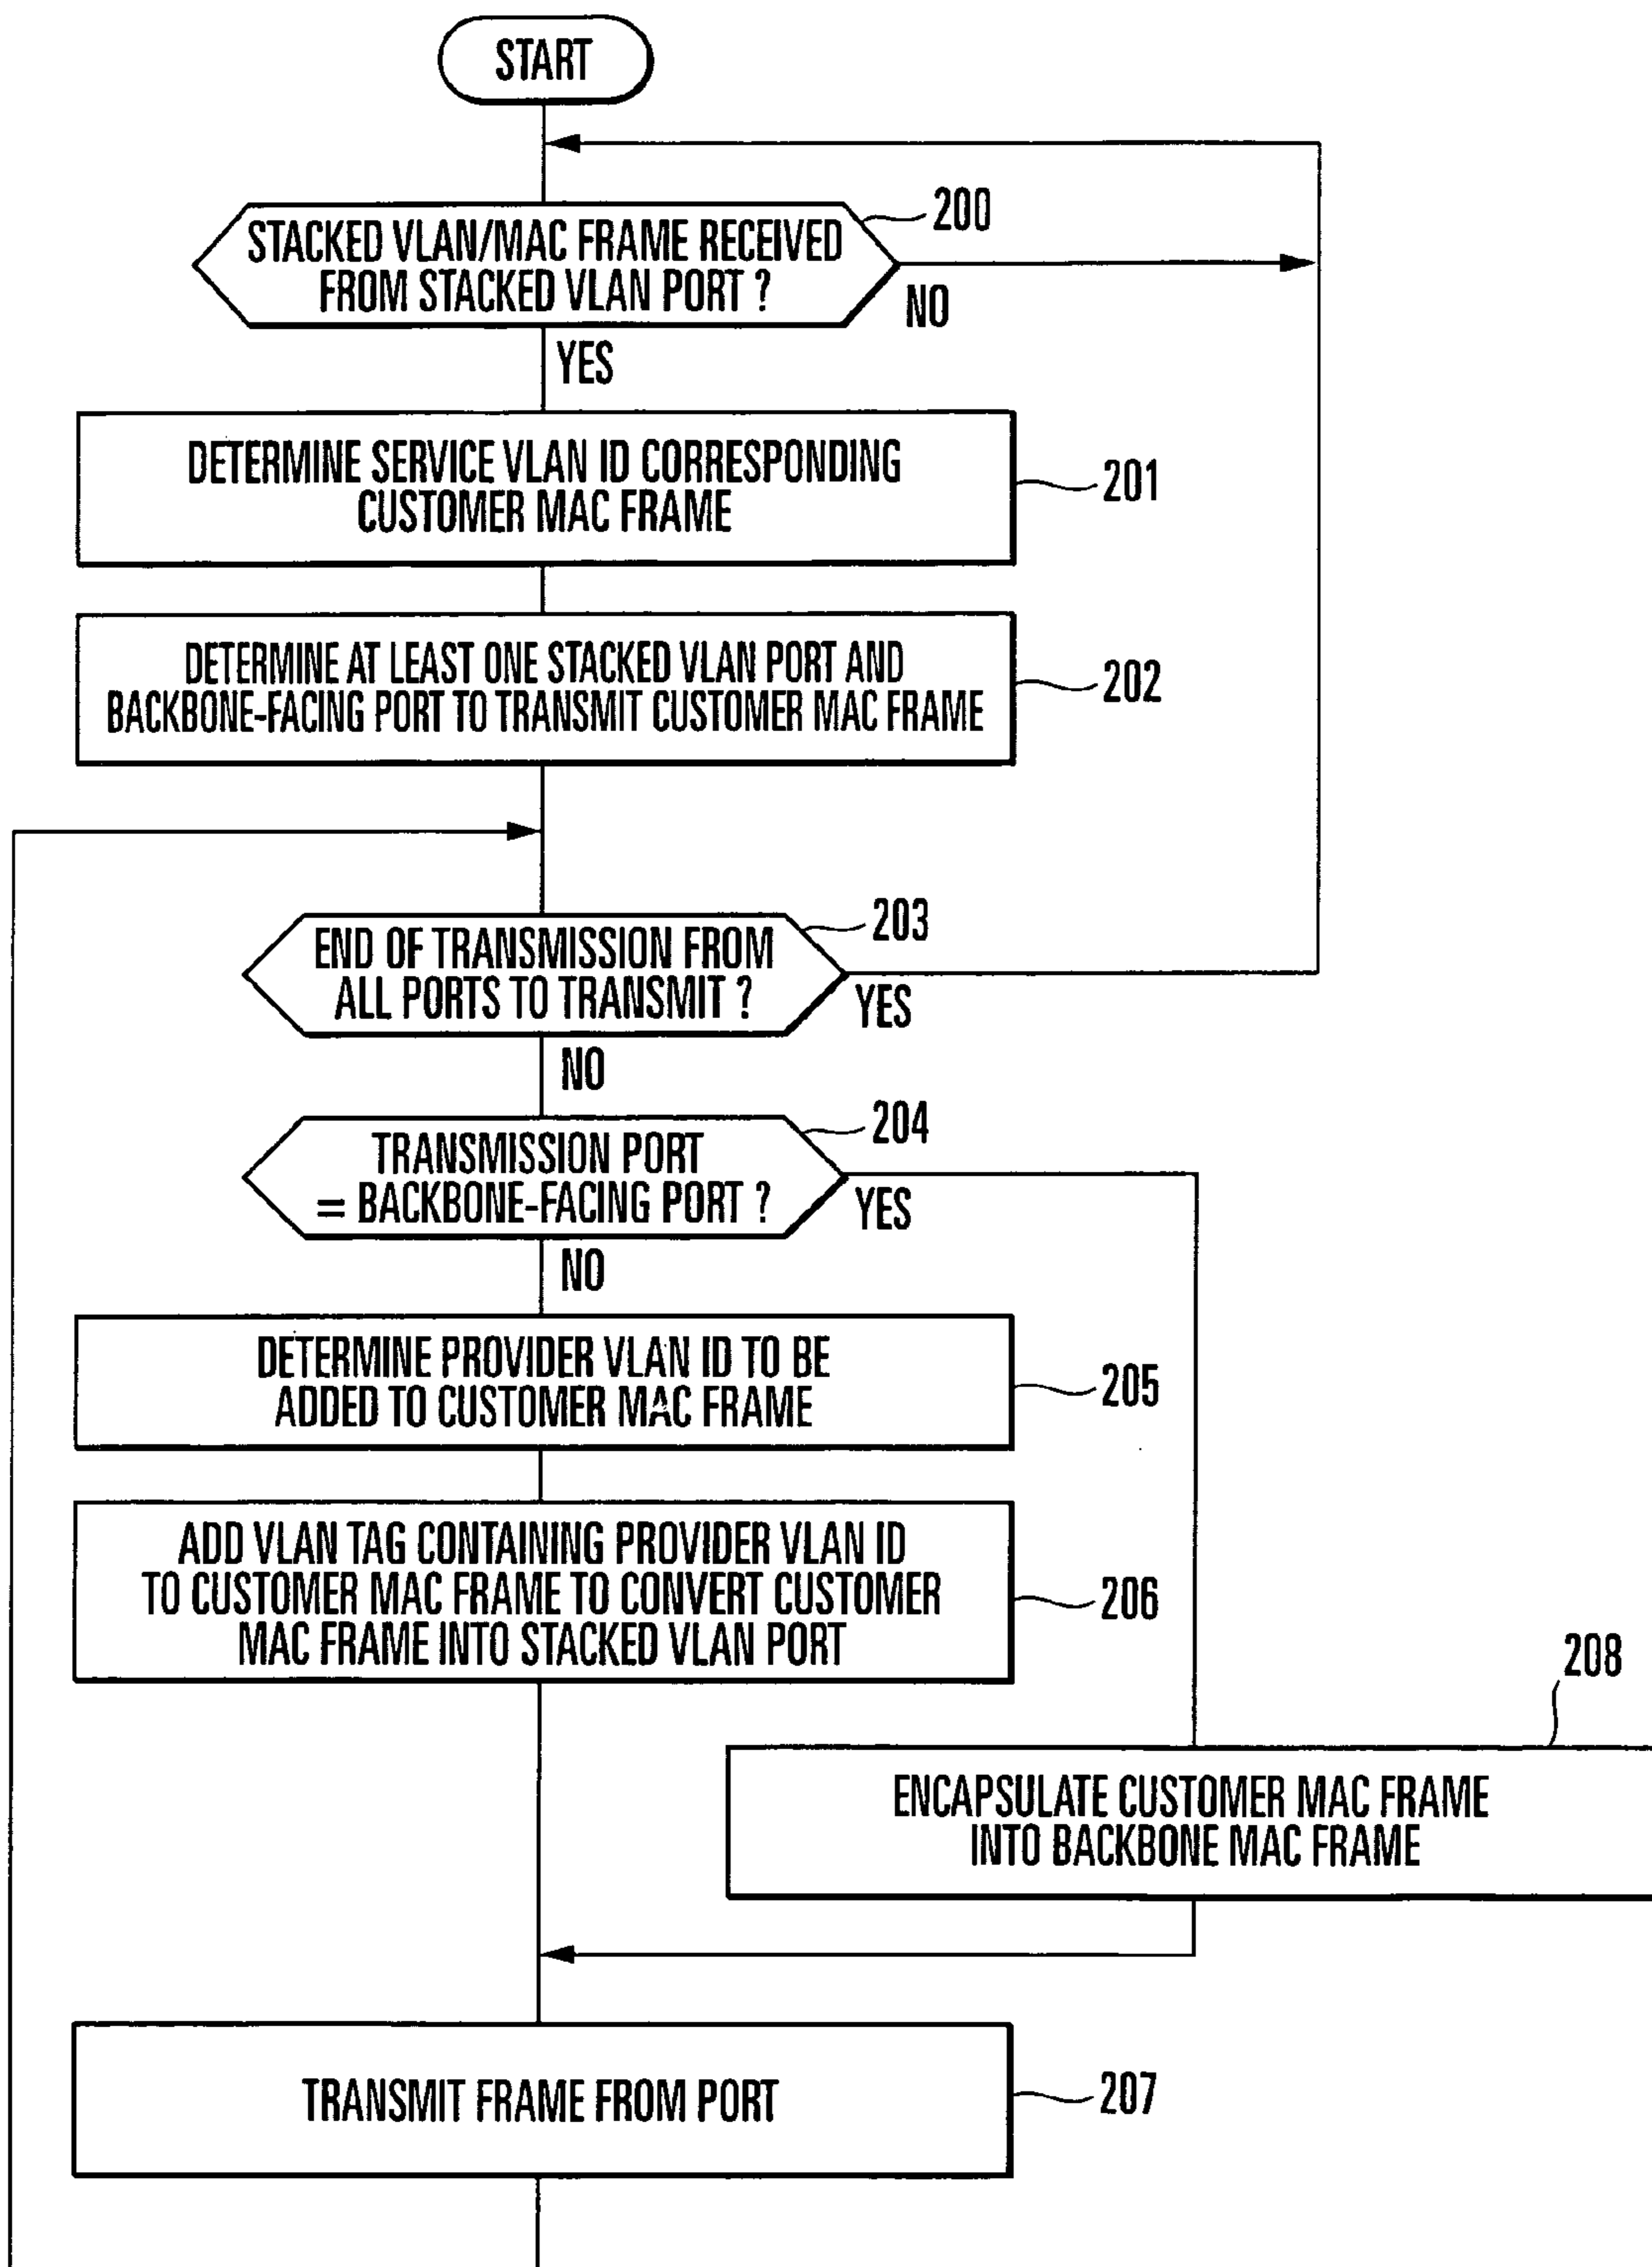 START
200
STACKED VLAN/MAC FRAME RECEIVED
FROM STACKED VLAN PORT ?
NO
YES
DETERMINE SERVICE VLAN ID CORRESPONDING
CUSTOMER MAC FRAME
201
DETERMINE AT LEAST ONE STACKED VLAN PORT AND
BACKBONE-FACING PORT TO TRANSMIT CUSTOMER MAC FRAME
202
203
END OF TRANSMISSION FROM
ALL PORTS TO TRANSMIT ?
YES
NO
204
TRANSMISSION PORT
= BACKBONE-FACING PORT ?
YES
NO
DETERMINE PROVIDER VLAN ID TO BE
ADDED TO CUSTOMER MAC FRAME
205
ADD VLAN TAG CONTAINING PROVIDER VLAN ID
TO CUSTOMER MAC FRAME TO CONVERT CUSTOMER
MAC FRAME INTO STACKED VLAN PORT
206
208
ENCAPSULATE CUSTOMER MAC FRAME
INTO BACKBONE MAC FRAME
TRANSMIT FRAME FROM PORT
207